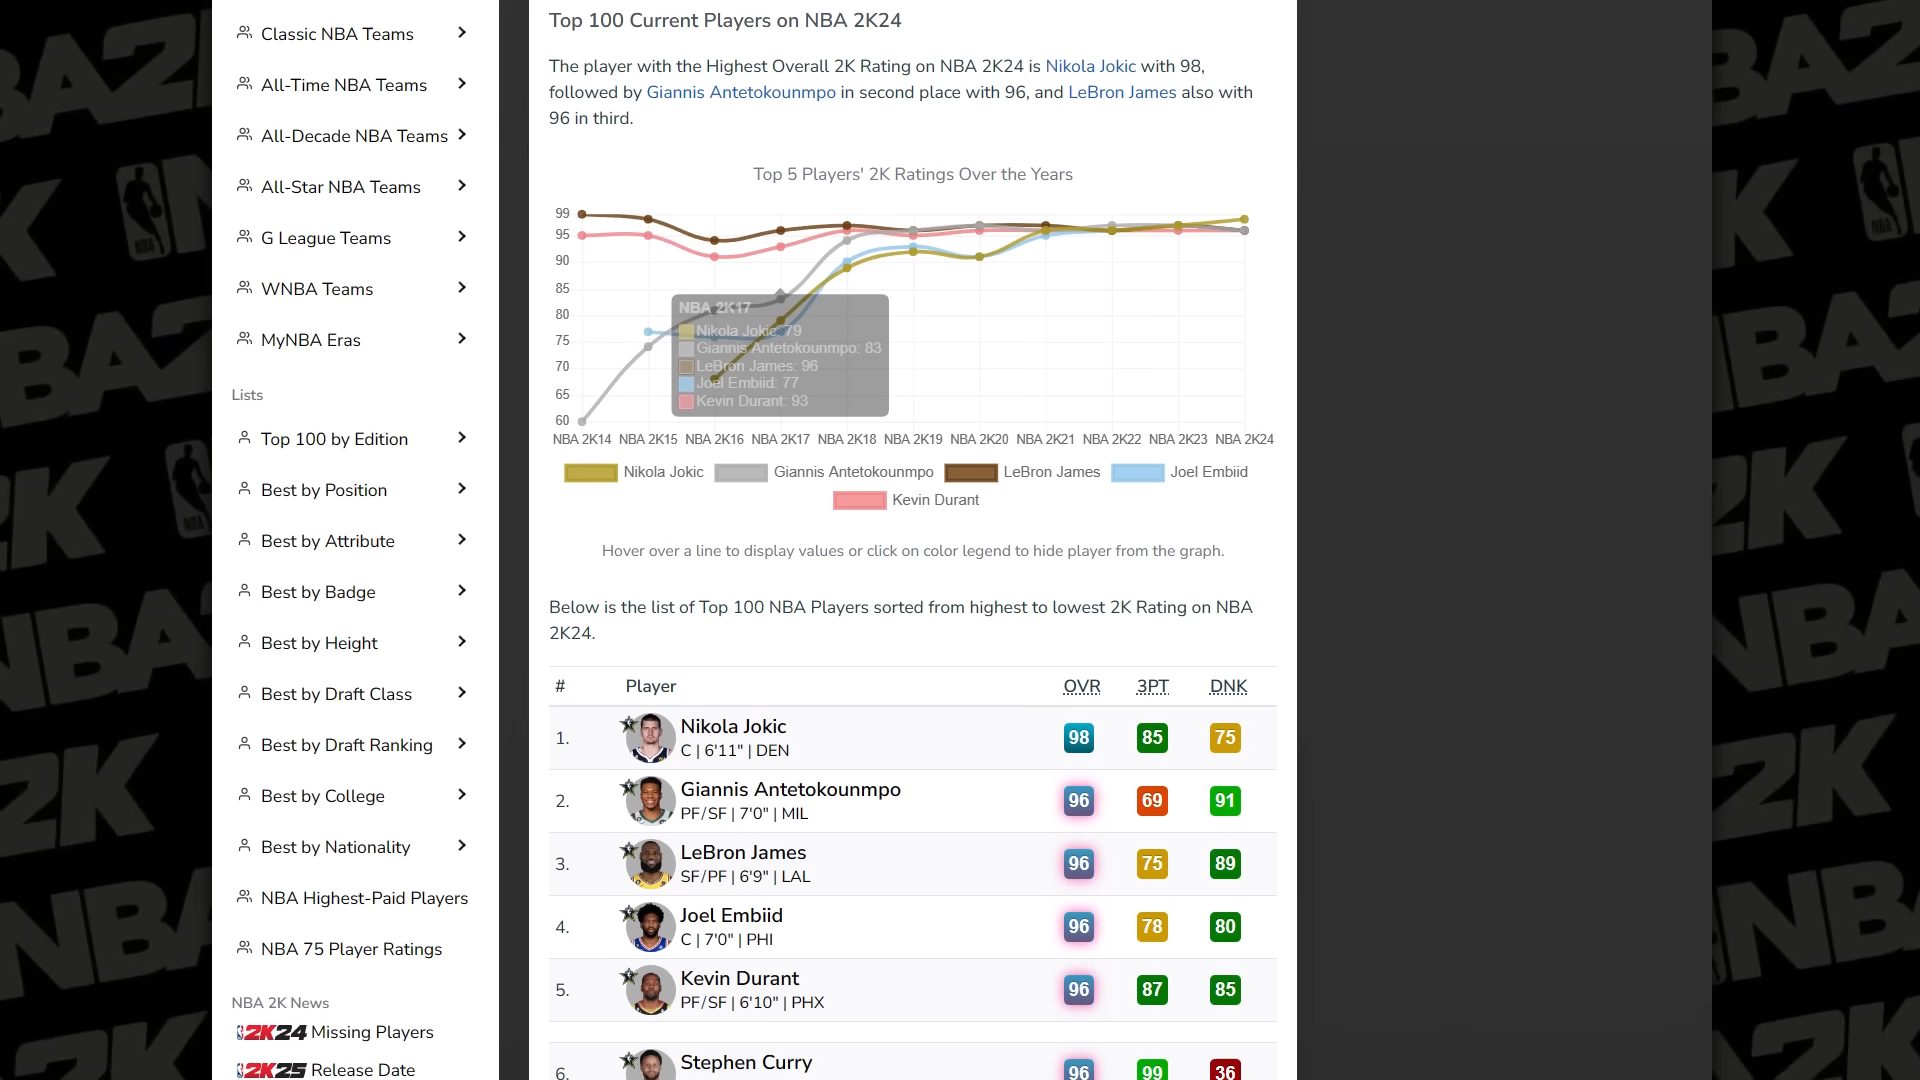 Classic NBA Teams
All-Time NBA Teams
All-Decade NBA Teams
All-Star NBA Teams
G League Teams
WNBA Teams
MyNBA Eras
Lists
Top 100 by Edition
Best by Position
Best by Attribute
Best by Badge
Best by Height
Best by Draft Class
Best by Draft Ranking
Best by College
Best by Nationality
NBA Highest-Paid Players
NBA 75 Player Ratings
NBA 2K News
2K24 Missing Players
2K25 Release Date
Top 100 Current Players on NBA 2K24
The player with the Highest Overall 2K Rating on NBA 2K24 is Nikola Jokic with 98,
followed by Giannis Antetokounmpo in second place with 96, and LeBron James also with
96 in third.
Top 5 Players' 2K Ratings Over the Years
99
95
90
85
80
75
70
65
60
NBA 2K17
Nikola Jokic: 79
Giannis Antetokounmpo: 83
LeBron James: 96
Joel Embiid: 77
Kevin Durant: 93
NBA 2K14 NBA 2K15 NBA 2K16 NBA 2K17 NBA 2K18 NBA 2K19 NBA 2K20 NBA 2K21 NBA 2K22 NBA 2K23 NBA 2K24
Nikola Jokic Giannis Antetokounmpo LeBron James Joel Embiid
Kevin Durant
Hover over a line to display values or click on color legend to hide player from the graph.
Below is the list of Top 100 NBA Players sorted from highest to lowest 2K Rating on NBA
2K24.
# Player OVR 3PT DNK
1. Nikola Jokic 98 85 75
C | 6'11" | DEN
2. Giannis Antetokounmpo 96 69 91
PF/SF | 7'0" | MIL
3. LeBron James 96 75 89
SF/PF | 6'9" | LAL
4. Joel Embiid 96 78 80
C | 7'0" | PHI
5. Kevin Durant 96 87 85
PF/SF | 6'10" | PHX
6. Stephen Curry 96 99 36